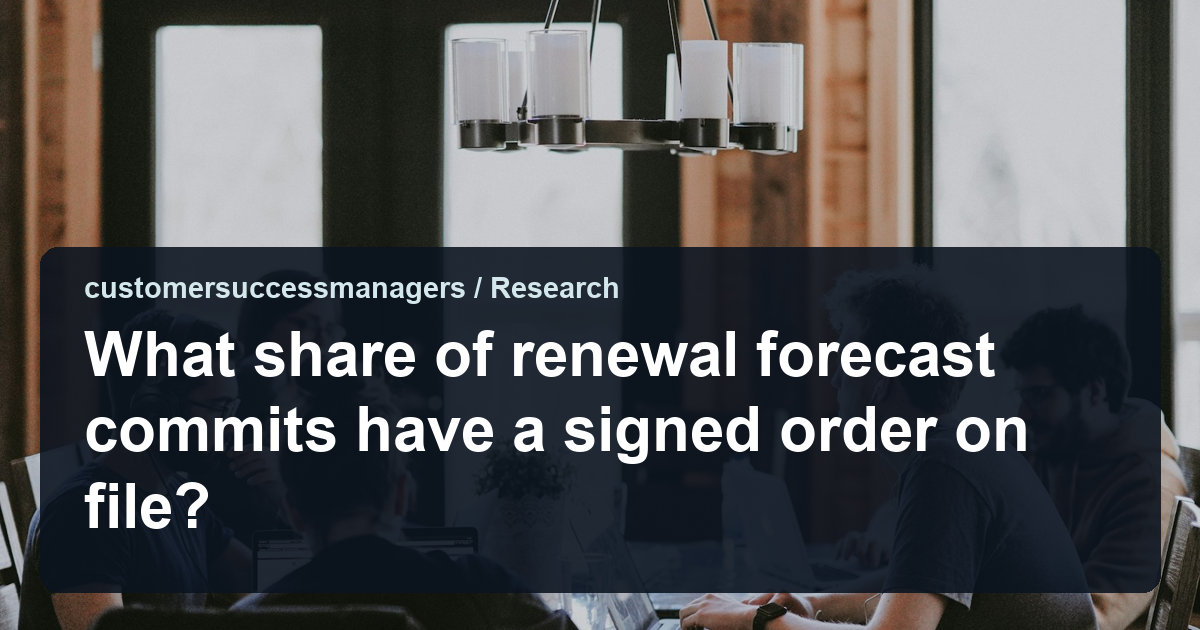 customersuccessmanagers / Research
What share of renewal forecast
commits have a signed order on
file?